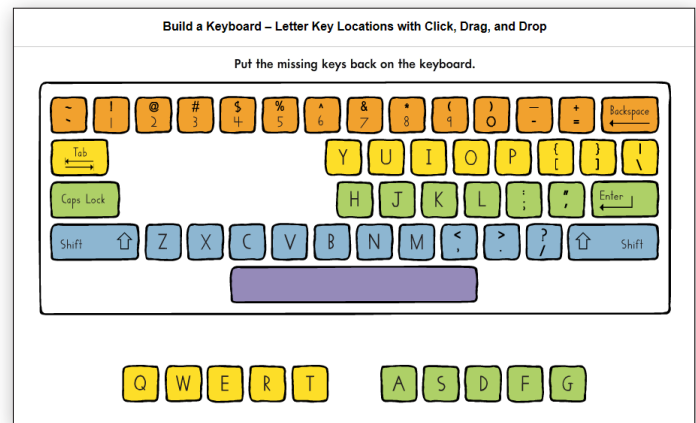 Build a Keyboard – Letter Key Locations with Click, Drag, and Drop
Put the missing keys back on the keyboard.
~ ! @ # $ % ^ & * ( ) — +
` 1 2 3 4 5 6 7 8 9 0 - = Backspace
Tab Y U I O P { [ } ] | \
Caps Lock H J K L : ; " , Enter
Shift Z X C V B N M < , > . ? / Shift
Q W E R T A S D F G